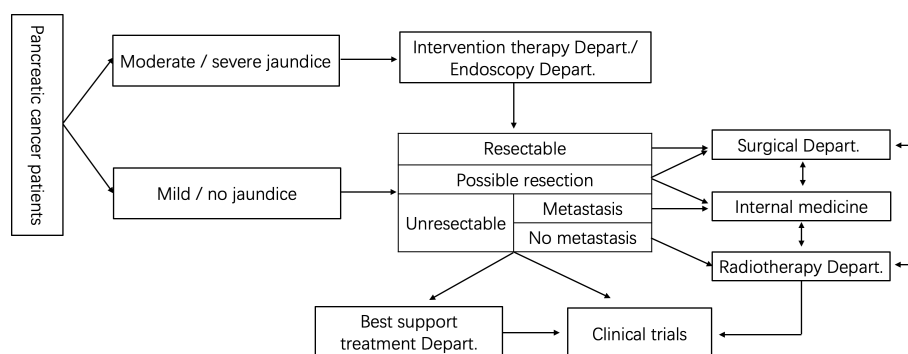 Pancreatic cancer patients
Moderate / severe jaundice
Intervention therapy Depart./
Endoscopy Depart.
Mild / no jaundice
Resectable
Possible resection
Unresectable
Metastasis
No metastasis
Surgical Depart.
Internal medicine
Radiotherapy Depart.
Best support
treatment Depart.
Clinical trials